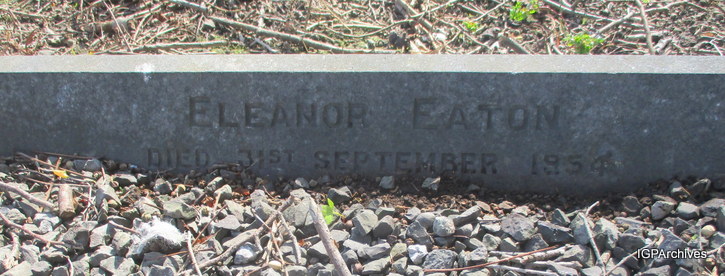 ELEANOR EATON
DIED 31ST SEPTEMBER 1954
IGPArchives